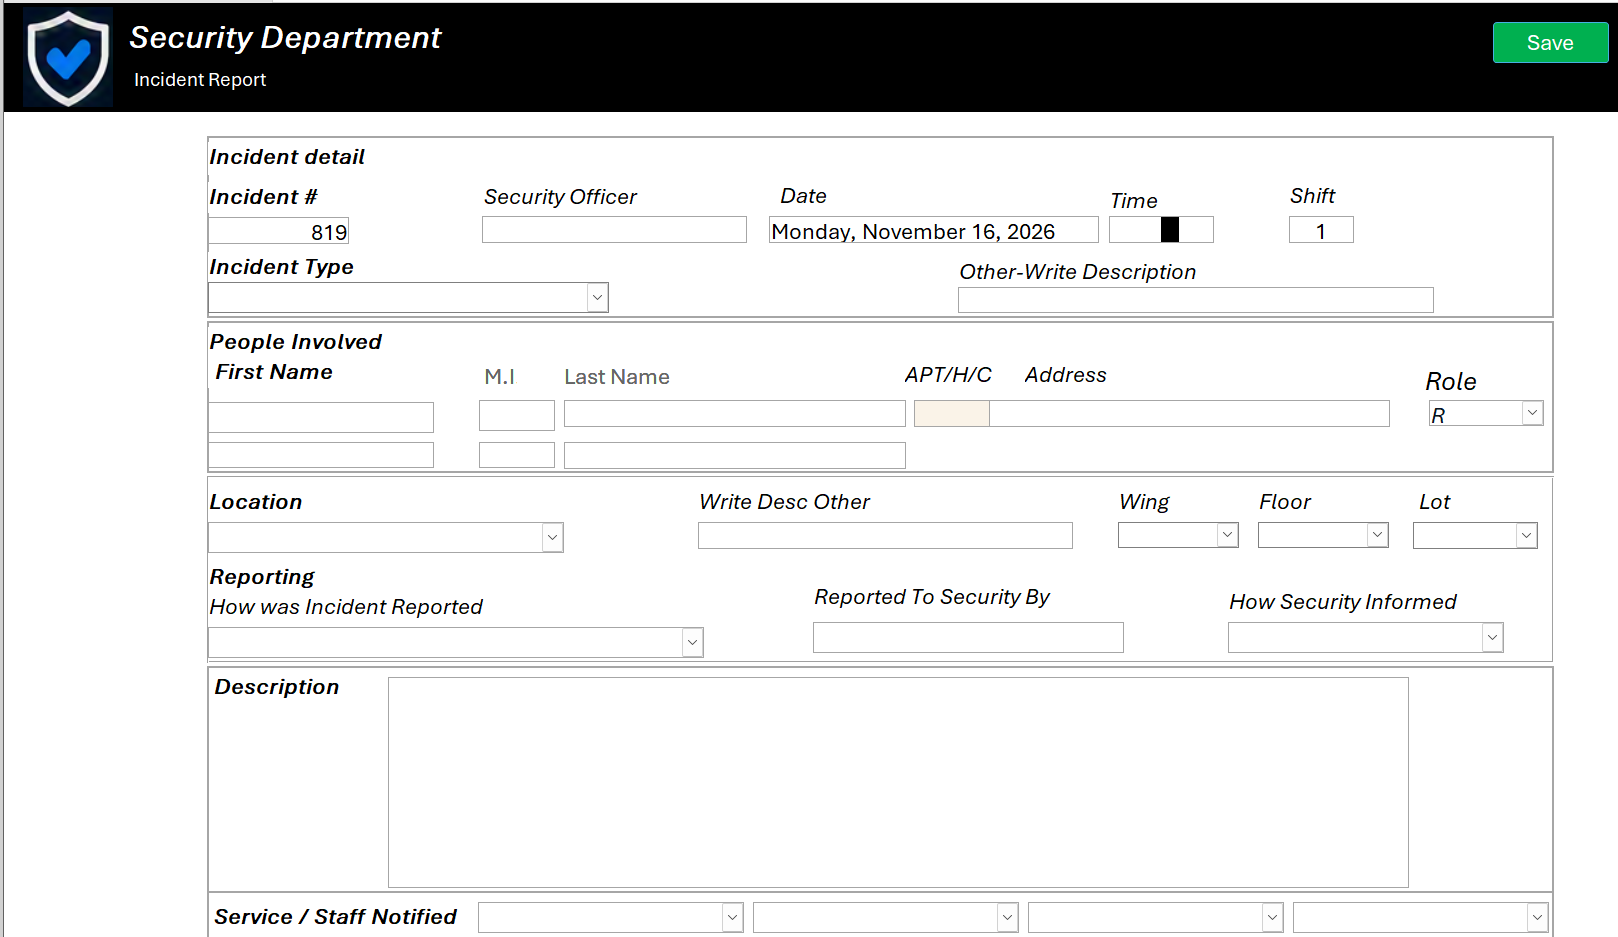 Security Department
Incident Report
Save
Incident detail
Incident #
Security Officer
Date
Time
Shift
819
Monday, November 16, 2026
1
Incident Type
Other-Write Description
People Involved
First Name
M.I
Last Name
APT/H/C
Address
Role
R
Location
Write Desc Other
Wing
Floor
Lot
Reporting
How was Incident Reported
Reported To Security By
How Security Informed
Description
Service / Staff Notified